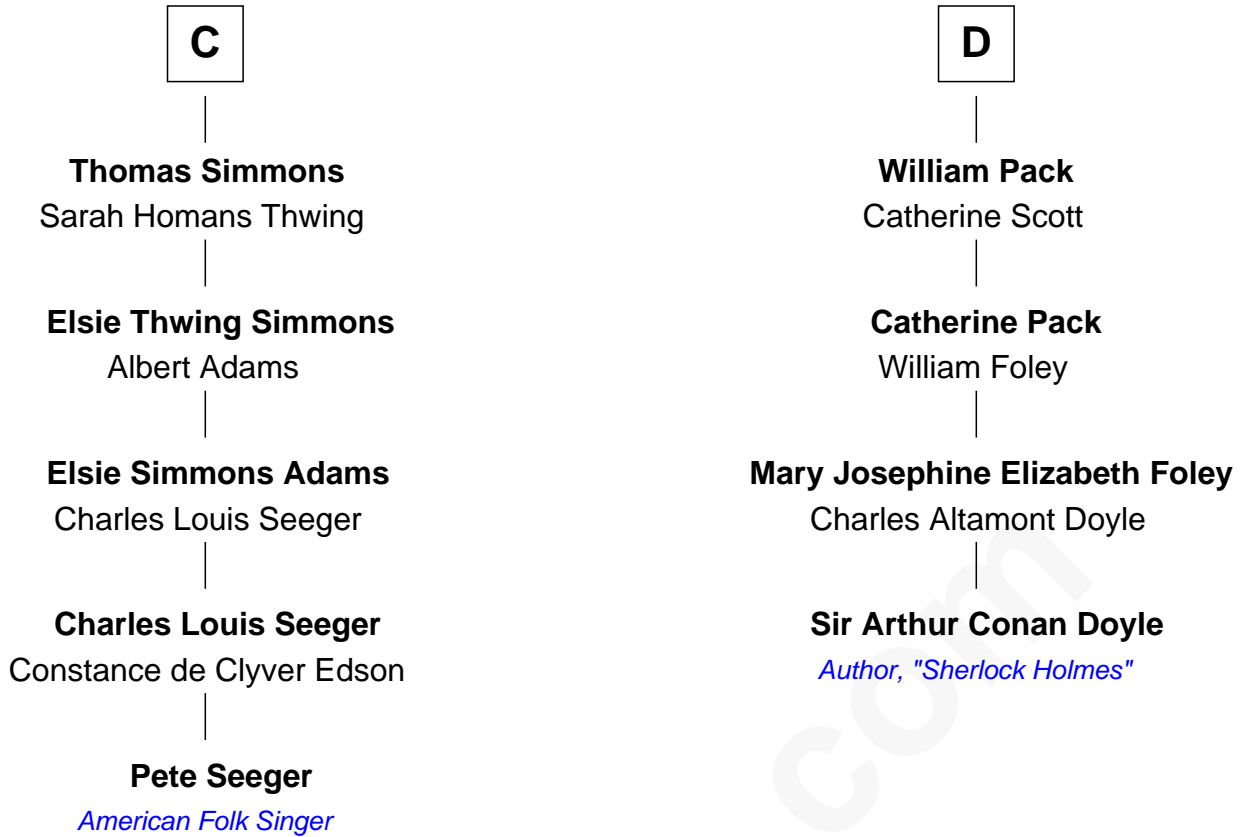 C
Thomas Simmons
Sarah Homans Thwing
Elsie Thwing Simmons
Albert Adams
Elsie Simmons Adams
Charles Louis Seeger
Charles Louis Seeger
Constance de Clyver Edson
Pete Seeger
American Folk Singer
D
William Pack
Catherine Scott
Catherine Pack
William Foley
Mary Josephine Elizabeth Foley
Charles Altamont Doyle
Sir Arthur Conan Doyle
Author, "Sherlock Holmes"
com